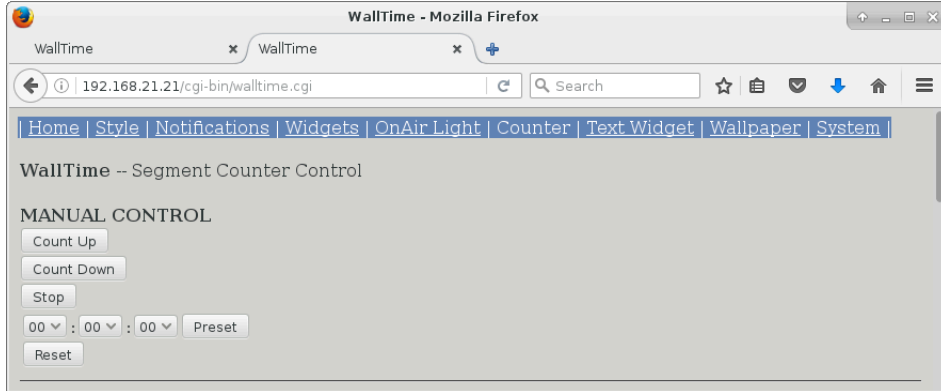 WallTime - Mozilla Firefox
WallTime WallTime
192.168.21.21/cgi-bin/walltime.cgi Search
| Home | Style | Notifications | Widgets | OnAir Light | Counter | Text Widget | Wallpaper | System |
WallTime -- Segment Counter Control
MANUAL CONTROL
Count Up
Count Down
Stop
00 : 00 : 00 Preset
Reset